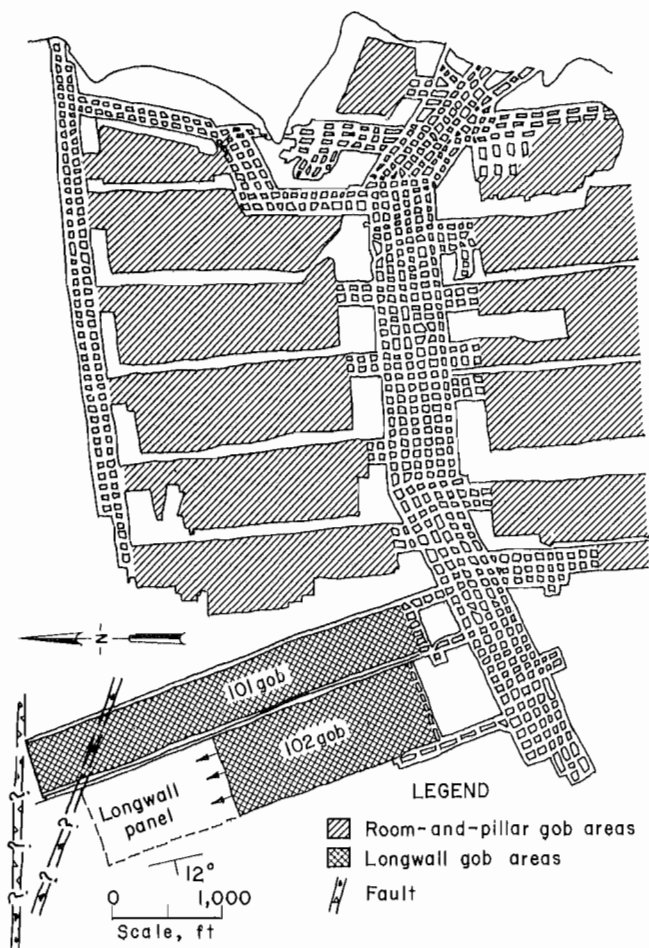 N
101 gob
102 gob
Longwall
panel
?
?
?
?
?
?
12°
0 1,000
Scale, ft
LEGEND
Room-and-pillar gob areas
Longwall gob areas
Fault